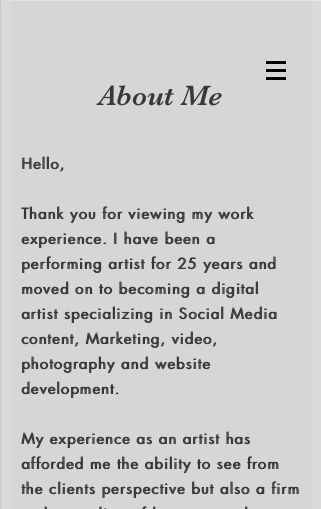 About Me
Hello,
Thank you for viewing my work
experience. I have been a
performing artist for 25 years and
moved on to becoming a digital
artist specializing in Social Media
content, Marketing, video,
photography and website
development.
My experience as an artist has
afforded me the ability to see from
the clients perspective but also a firm